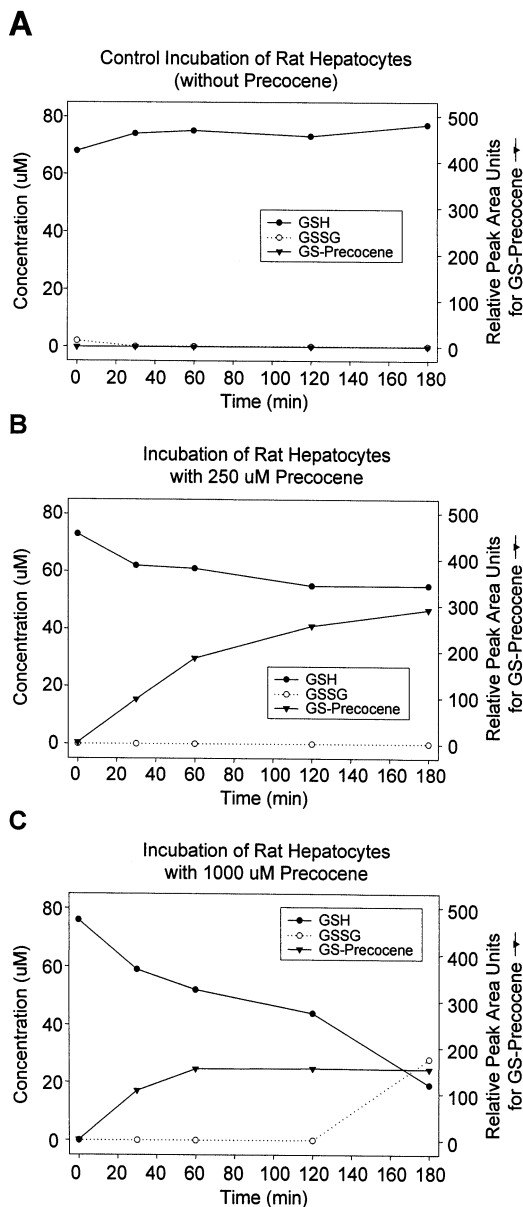 A
Control Incubation of Rat Hepatocytes
(without Precocene)
Concentration (uM)
80
60
40
20
0
GSH
GSSG
GS-Precocene
500
400
300
200
100
0
Relative Peak Area Units
for GS-Precocene
0 20 40 60 80 100 120 140 160 180
Time (min)
B
Incubation of Rat Hepatocytes
with 250 uM Precocene
Concentration (uM)
80
60
40
20
0
GSH
GSSG
GS-Precocene
500
400
300
200
100
0
Relative Peak Area Units
for GS-Precocene
0 20 40 60 80 100 120 140 160 180
Time (min)
C
Incubation of Rat Hepatocytes
with 1000 uM Precocene
Concentration (uM)
80
60
40
20
0
GSH
GSSG
GS-Precocene
500
400
300
200
100
0
Relative Peak Area Units
for GS-Precocene
0 20 40 60 80 100 120 140 160 180
Time (min)